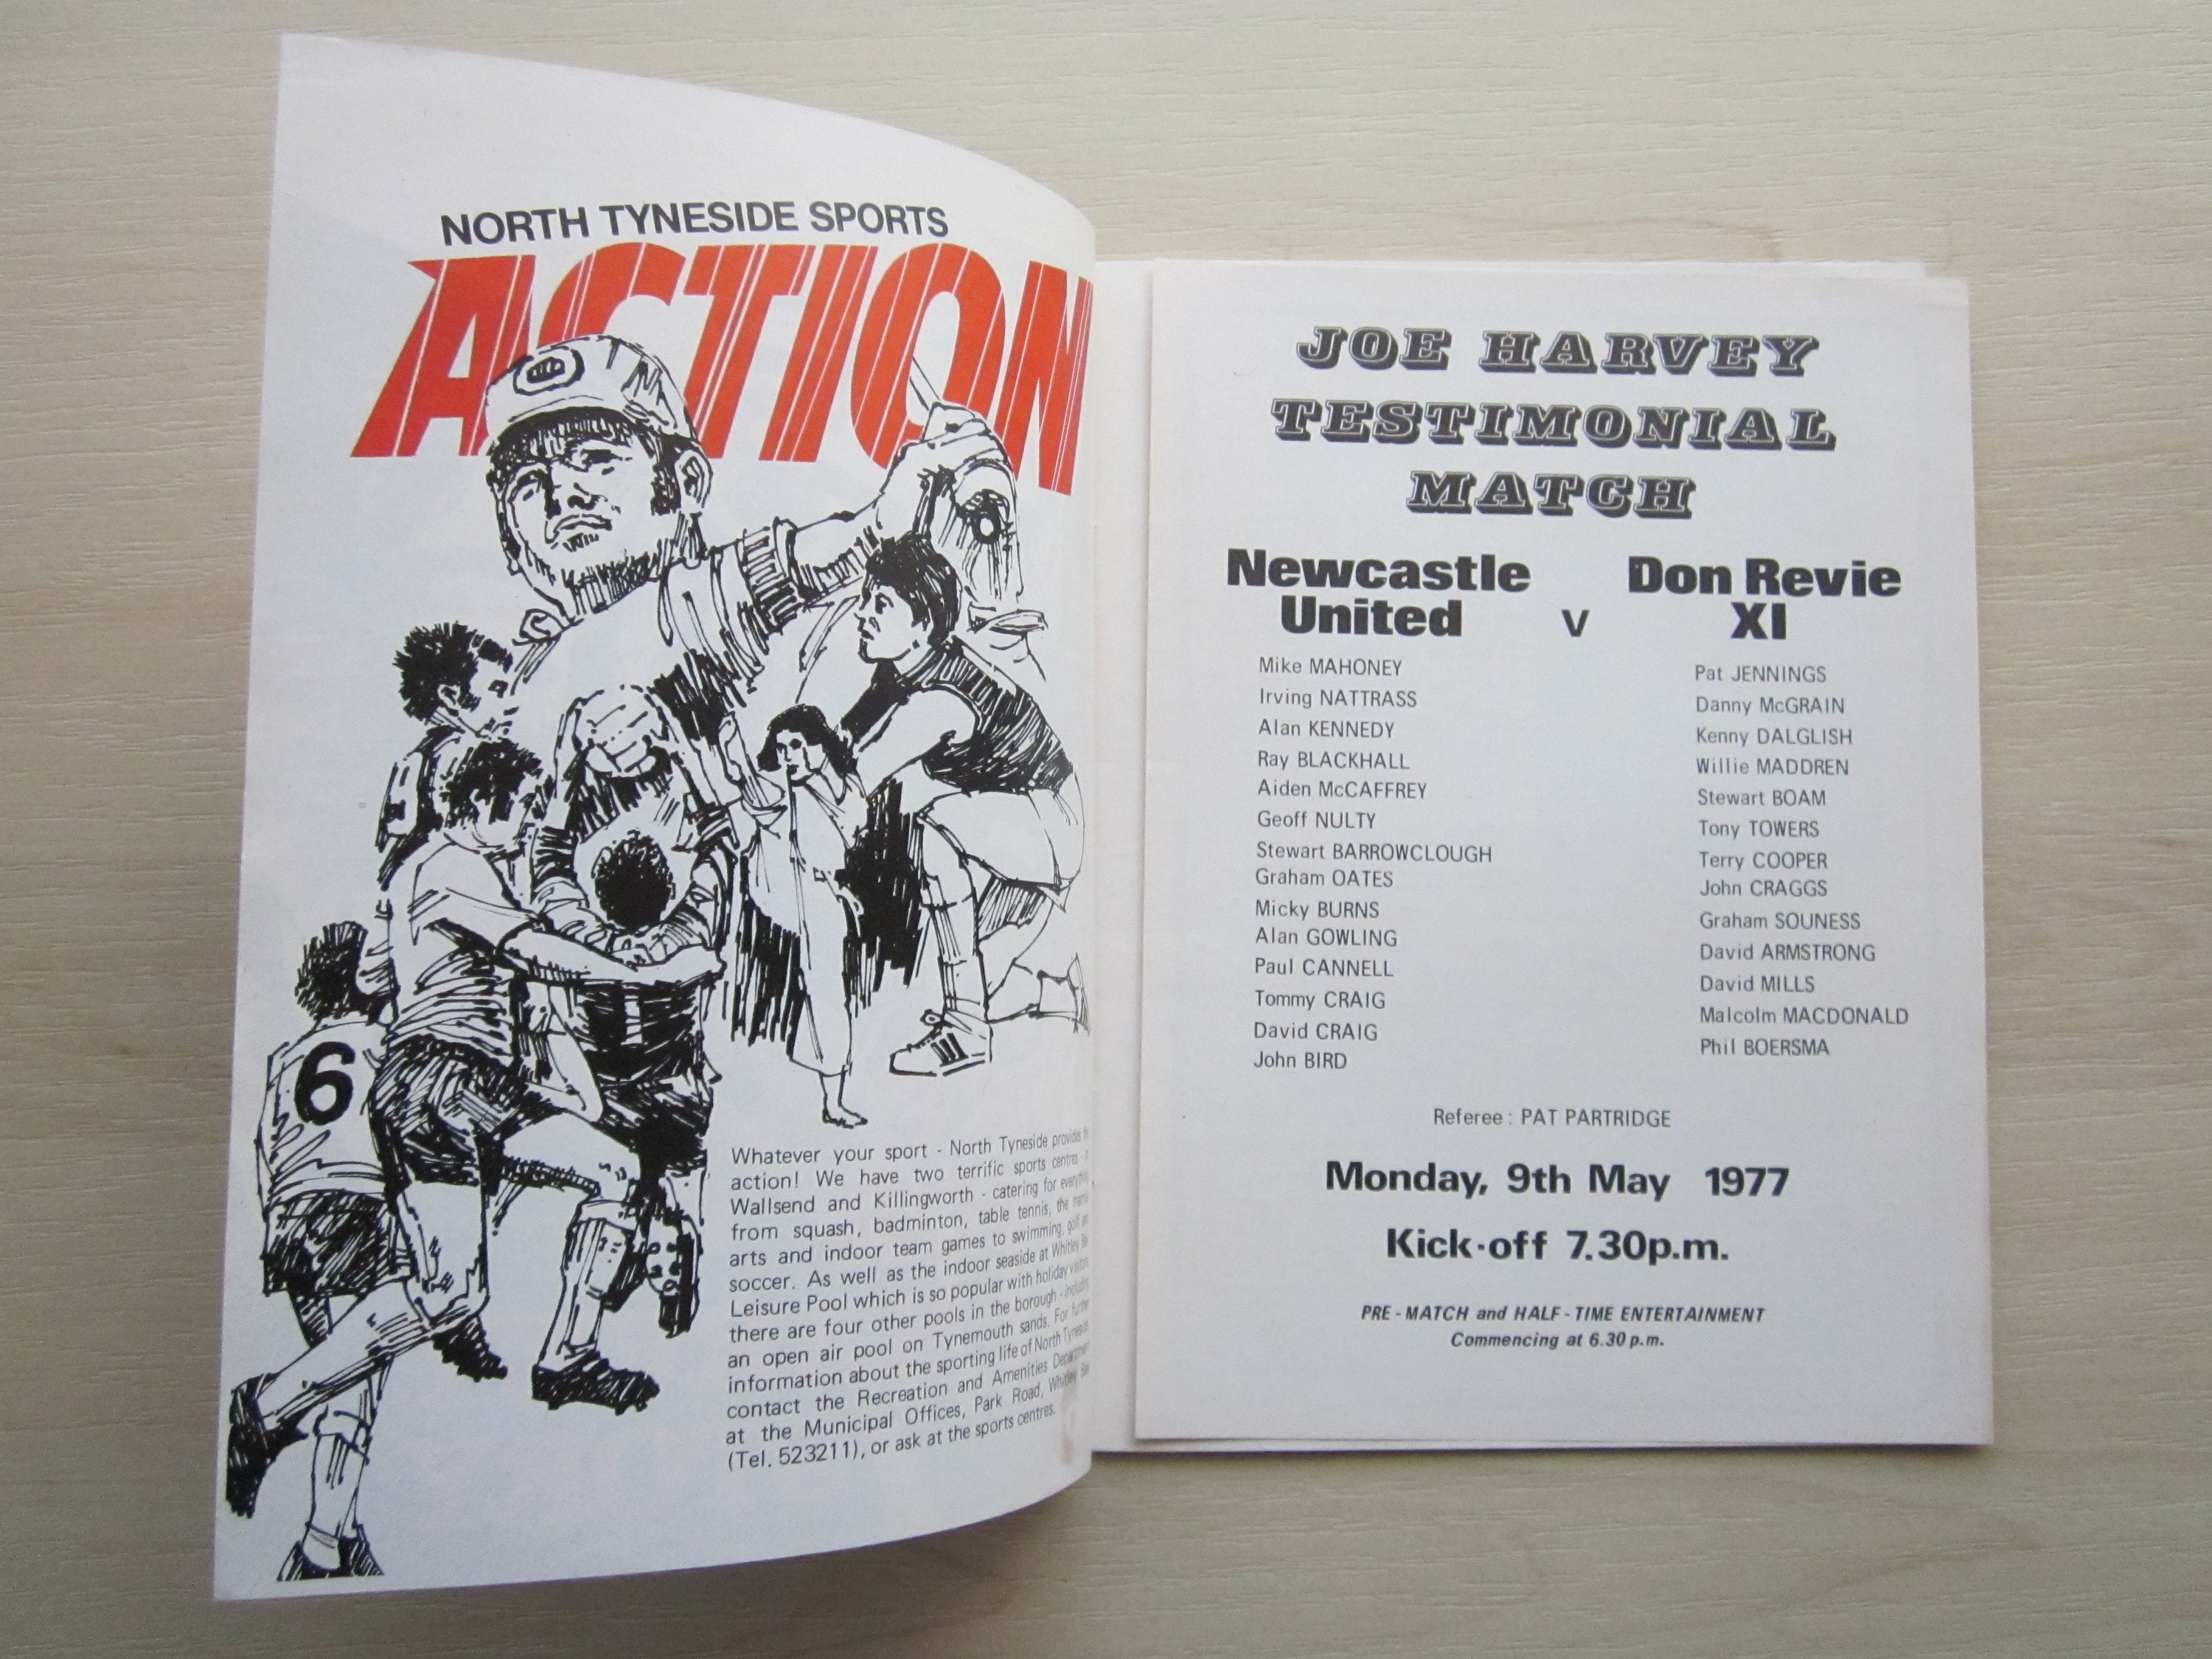 NORTH TYNESIDE SPORTS
ACTION
6
Whatever your sport - North Tyneside provides
action! We have two terrific sports centres -
Wallsend and Killingworth - catering for everything
from squash, badminton, table tennis, the martial
arts and indoor team games to swimming, golf and
soccer. As well as the indoor seaside at Whitley Bay
Leisure Pool which is so popular with holiday visitors
there are four other pools in the borough - including
an open air pool on Tynemouth sands. For further
information about the sporting life of North Tyneside
contact the Recreation and Amenities Department
at the Municipal Offices, Park Road, Whitley Bay
(Tel. 523211), or ask at the sports centres.
JOE HARVEY
TESTIMONIAL
MATCH
Newcastle
United
v
Don Revie
XI
Mike MAHONEY
Irving NATTRASS
Alan KENNEDY
Ray BLACKHALL
Aiden McCAFFREY
Geoff NULTY
Stewart BARROWCLOUGH
Graham OATES
Micky BURNS
Alan GOWLING
Paul CANNELL
Tommy CRAIG
David CRAIG
John BIRD
Pat JENNINGS
Danny McGRAIN
Kenny DALGLISH
Willie MADDREN
Stewart BOAM
Tony TOWERS
Terry COOPER
John CRAGGS
Graham SOUNESS
David ARMSTRONG
David MILLS
Malcolm MACDONALD
Phil BOERSMA
Referee : PAT PARTRIDGE
Monday, 9th May 1977
Kick-off 7.30p.m.
PRE - MATCH and HALF - TIME ENTERTAINMENT
Commencing at 6.30 p.m.